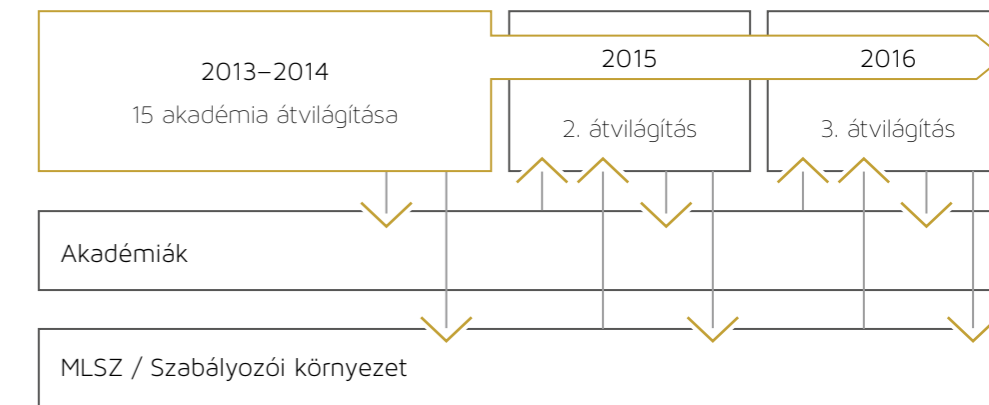 2013–2014
15 akadémia átvilágítása
2015
2. átvilágítás
2016
3. átvilágítás
Akadémiák
MLSZ / Szabályozói környezet